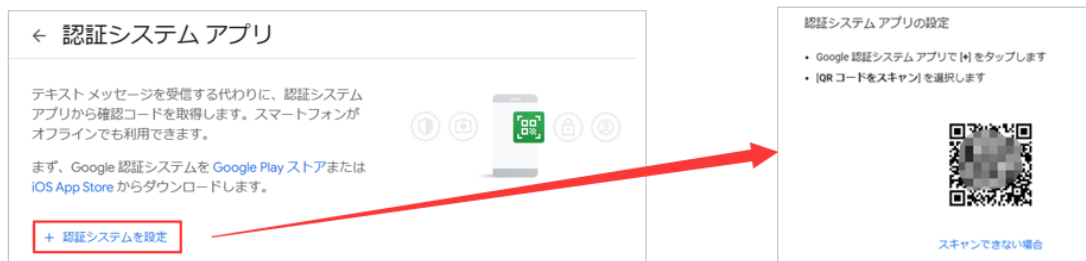 ← 認証システム アプリ
テキスト メッセージを受信する代わりに、認証システム
アプリから確認コードを取得します。スマートフォンが
オフラインでも利用できます。
まず、Google 認証システムを Google Play ストアまたは
iOS App Store からダウンロードします。
+ 認証システムを設定
認証システム アプリの設定
• Google 認証システム アプリで [+] をタップします
• [QR コードをスキャン] を選択します
スキャンできない場合